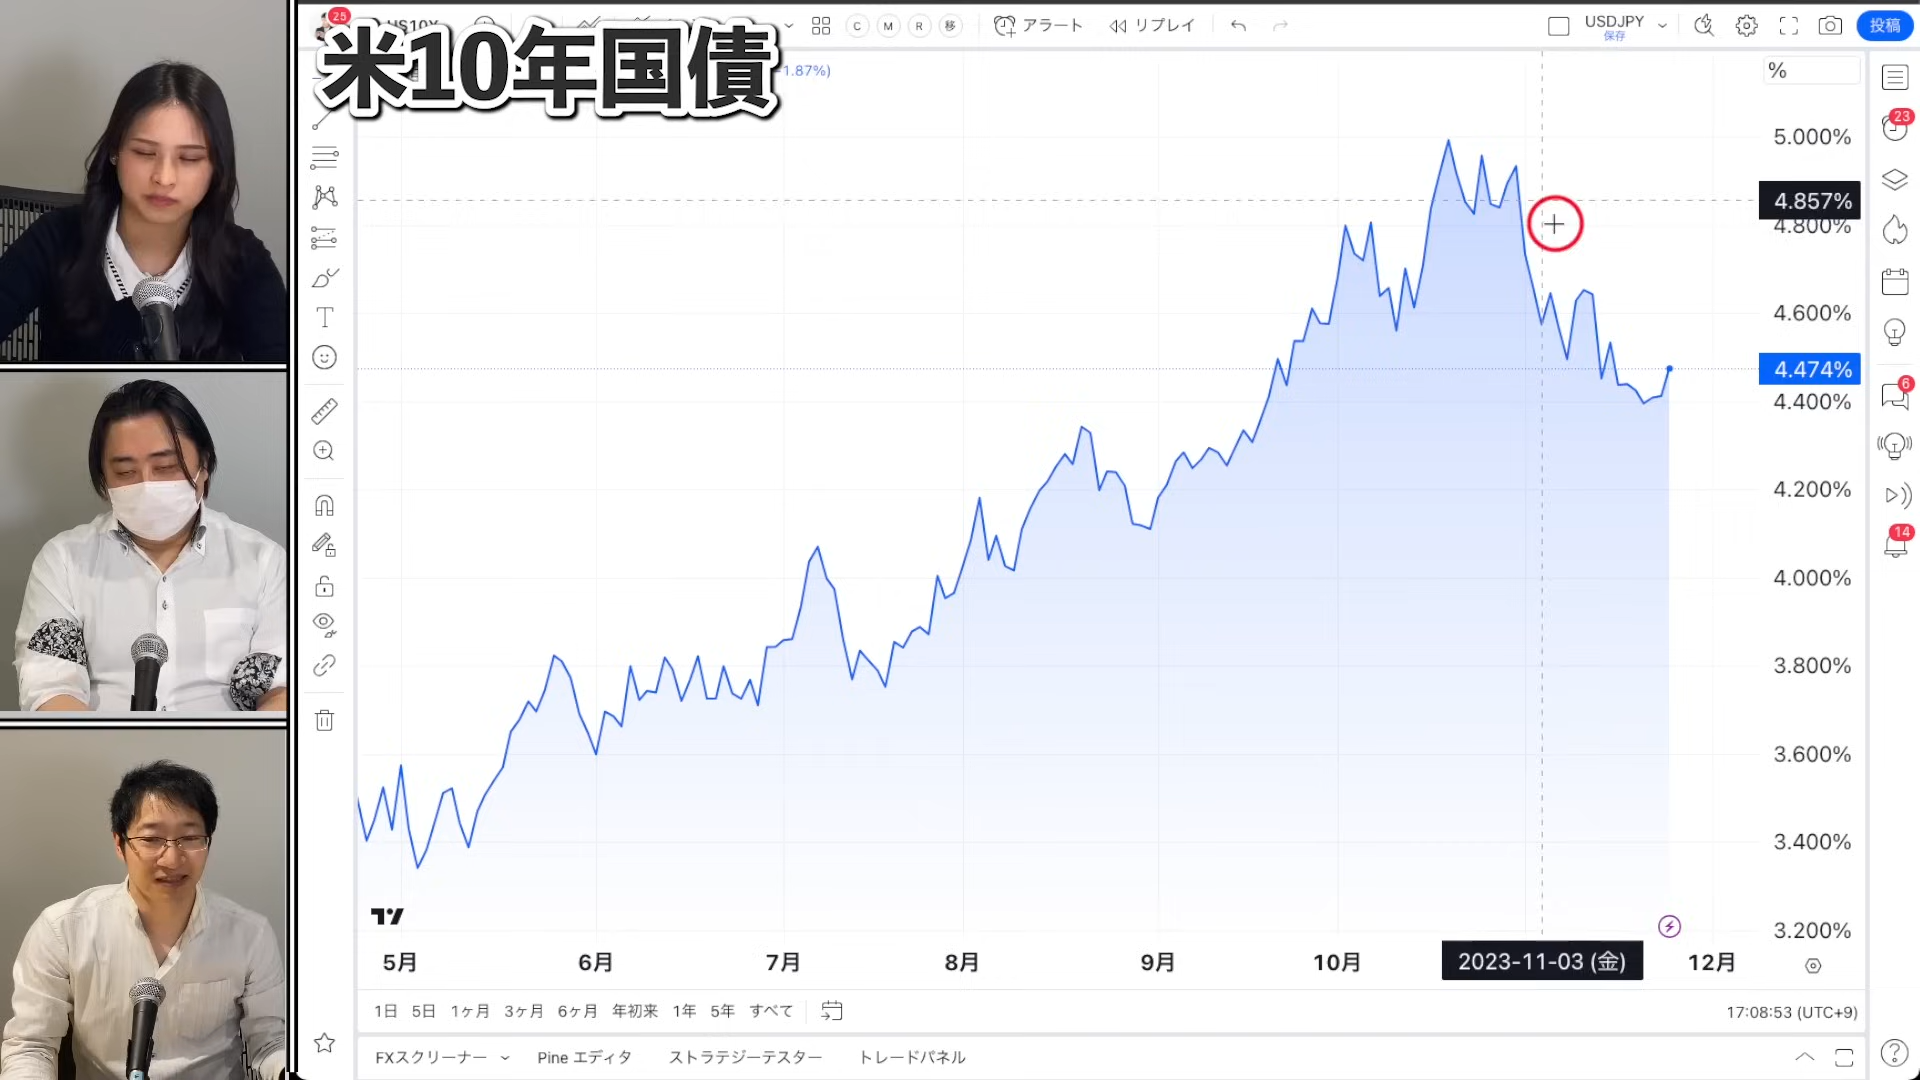 25
US10Y
C
M
R
移
アラート
リプレイ
USDJPY
保存
投稿
米10年国債
-1.87%)
%
5.000%
4.857%
4.800%
4.600%
4.474%
4.400%
4.200%
4.000%
3.800%
3.600%
3.400%
3.200%
23
6
14
5月
6月
7月
8月
9月
10月
2023-11-03 (金)
12月
1日
5日
1ヶ月
3ヶ月
6ヶ月
年初来
1年
5年
すべて
17:08:53 (UTC+9)
FXスクリーナー
Pine エディタ
ストラテジーテスター
トレードパネル